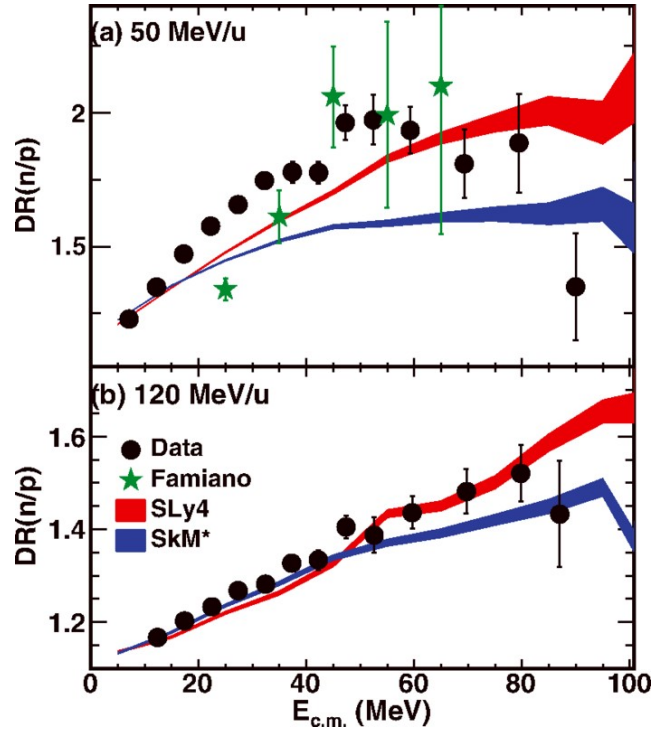 (a) 50 MeV/u
2
1.5
DR(n/p)
(b) 120 MeV/u
Data
Famiano
SLy4
SkM*
1.6
1.4
1.2
DR(n/p)
0 20 40 60 80 100
E_c.m. (MeV)